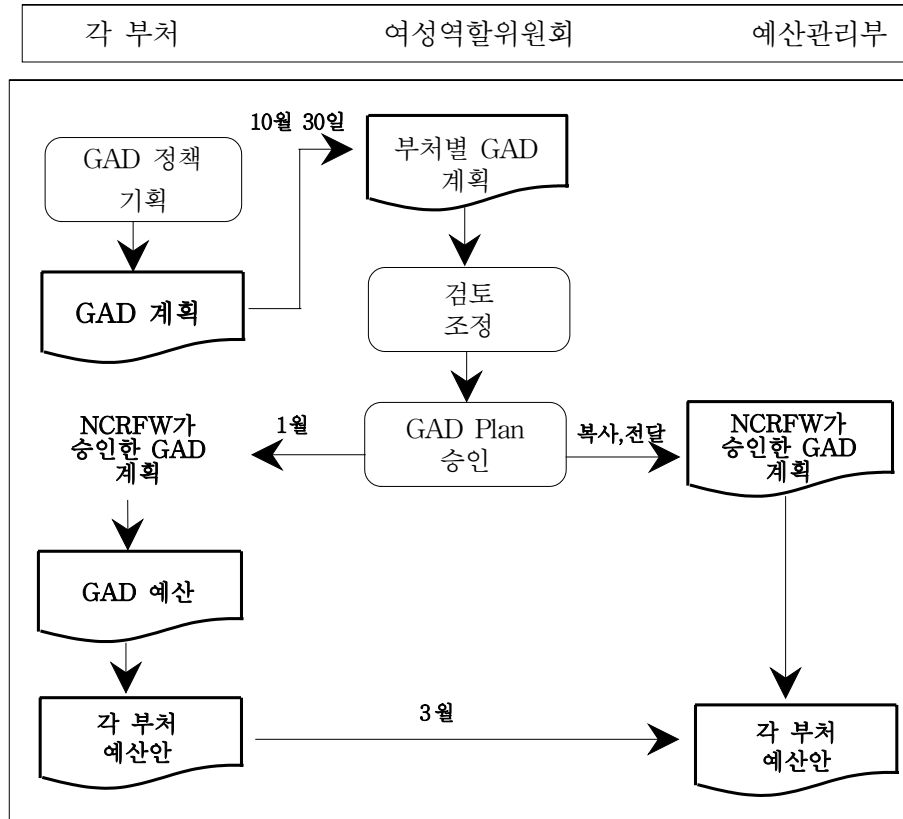 각 부처 여성역할위원회 예산관리부
10월 30일
GAD 정책
기획
부처별 GAD
계획
GAD 계획
검토
조정
NCRFW가
승인한 GAD
계획
1월
GAD Plan
승인
복사,전달
NCRFW가
승인한 GAD
계획
GAD 예산
각 부처
예산안
3월
각 부처
예산안